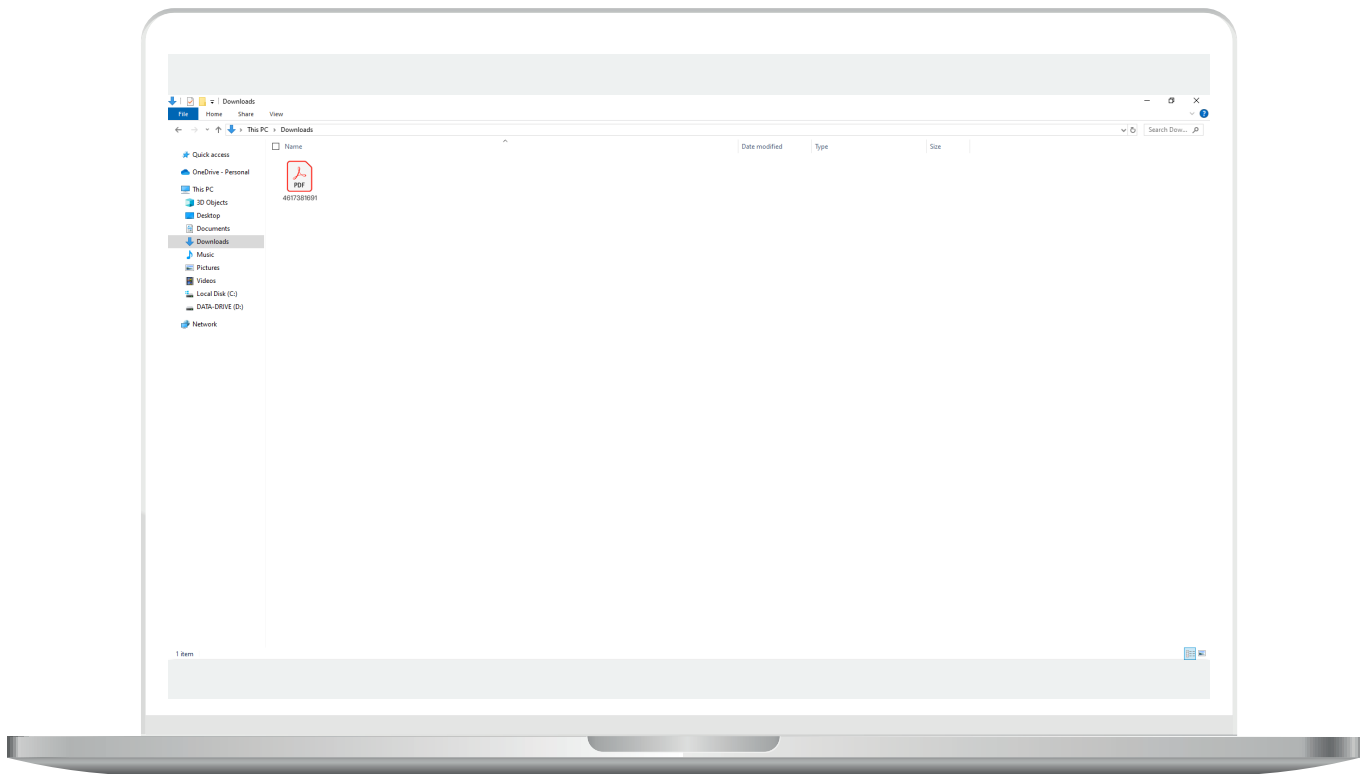 Downloads
File Home Share View
This PC Downloads Search Dow...
Name Date modified Type Size
Quick access
OneDrive - Personal
This PC
3D Objects
Desktop
Documents
Downloads
Music
Pictures
Videos
Local Disk (C:)
DATA-DRIVE (D:)
Network
PDF
4617381691
1 item